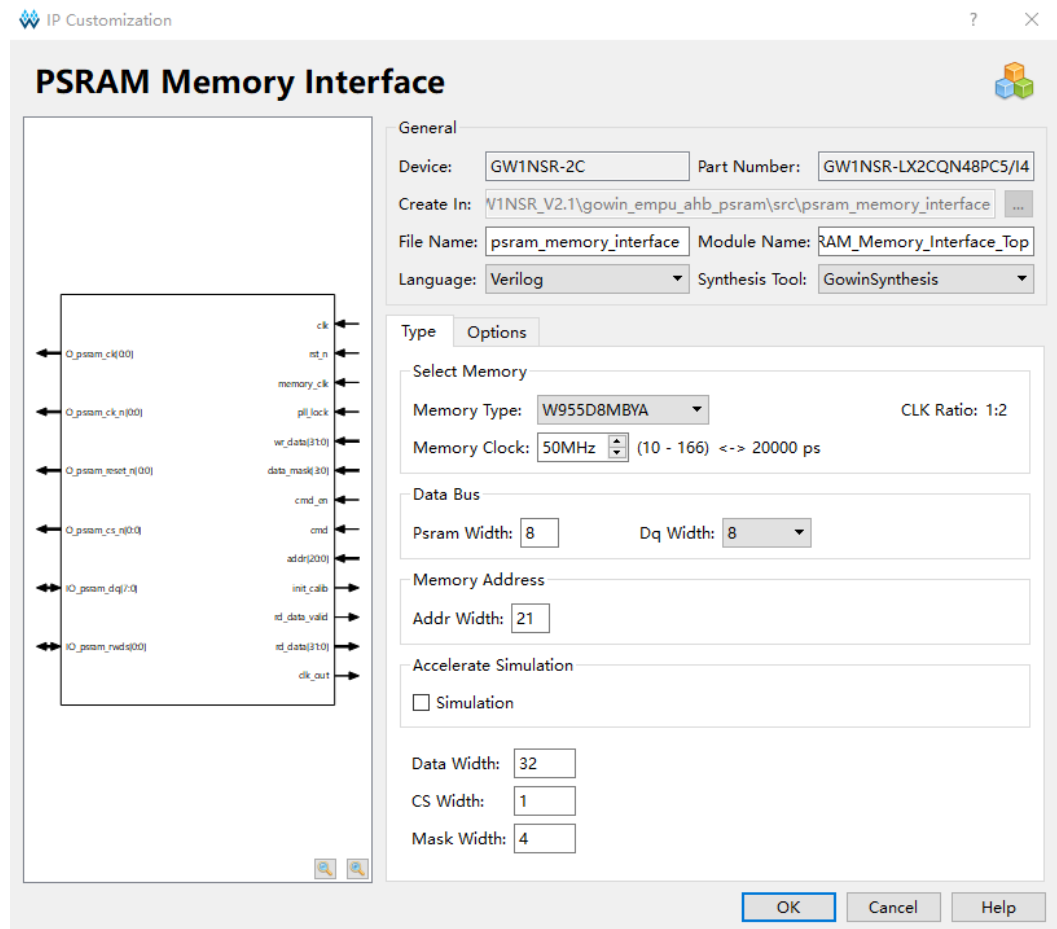 IP Customization
PSRAM Memory Interface
General
Device: GW1NSR-2C Part Number: GW1NSR-LX2CQN48PC5/I4
Create In: V1NSR_V2.1\gowin_empu_ahb_psram\src\psram_memory_interface ...
File Name: psram_memory_interface Module Name: RAM_Memory_Interface_Top
Language: Verilog Synthesis Tool: GowinSynthesis
Type Options
Select Memory
Memory Type: W955D8MBYA CLK Ratio: 1:2
Memory Clock: 50MHz (10 - 166) <-> 20000 ps
Data Bus
Psram Width: 8 Dq Width: 8
Memory Address
Addr Width: 21
Accelerate Simulation
Simulation
Data Width: 32
CS Width: 1
Mask Width: 4
clk
O_psram_ck[0:0] rst_n
memory_clk
O_psram_ck_n[0:0] pll_lock
wr_data[31:0]
O_psram_reset_n[0:0] data_mask[3:0]
cmd_en
O_psram_cs_n[0:0] cmd
addr[20:0]
IO_psram_dq[7:0] init_calib
rd_data_valid
IO_psram_rwds[0:0] rd_data[31:0]
clk_out
OK Cancel Help